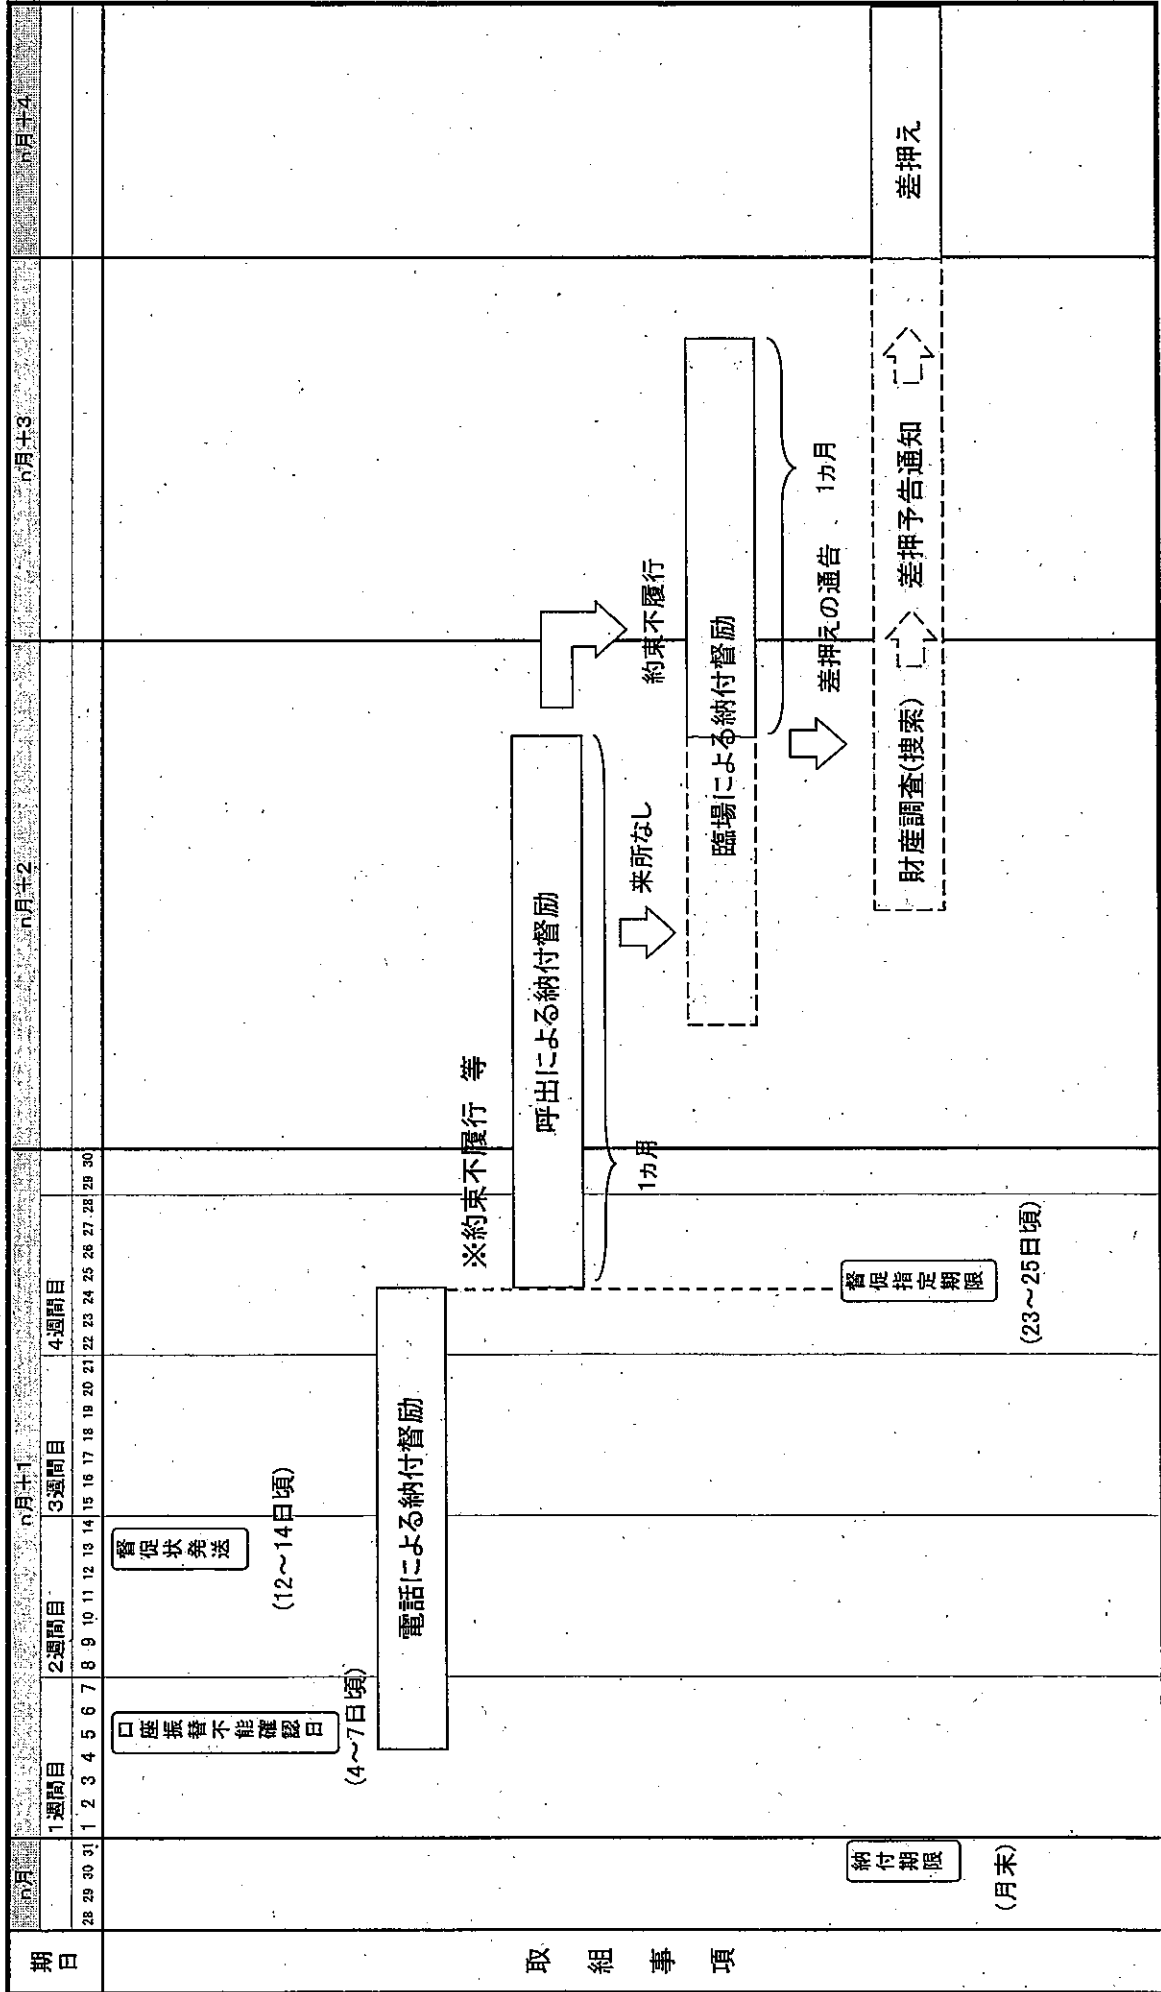 期日
n月
n月+1
n月+2
n月+3
n月+4
1週間目
2週間目
3週間目
4週間目
28 29 30 31
1 2 3 4 5 6 7
8 9 10 11 12 13 14
15 16 17 18 19 20 21
22 23 24 25 26 27 28
29 30
取組事項
口座振替不能確認日
(4~7日頃)
督促状発送
(12~14日頃)
電話による納付督励
※約束不履行 等
呼出による納付督励
1ヵ月
来所なし
約束不履行
臨場による納付督励
1ヵ月
差押えの通告
納付期限
(月末)
督促指定期限
(23~25日頃)
財産調査(捜索)
差押予告通知
差押え